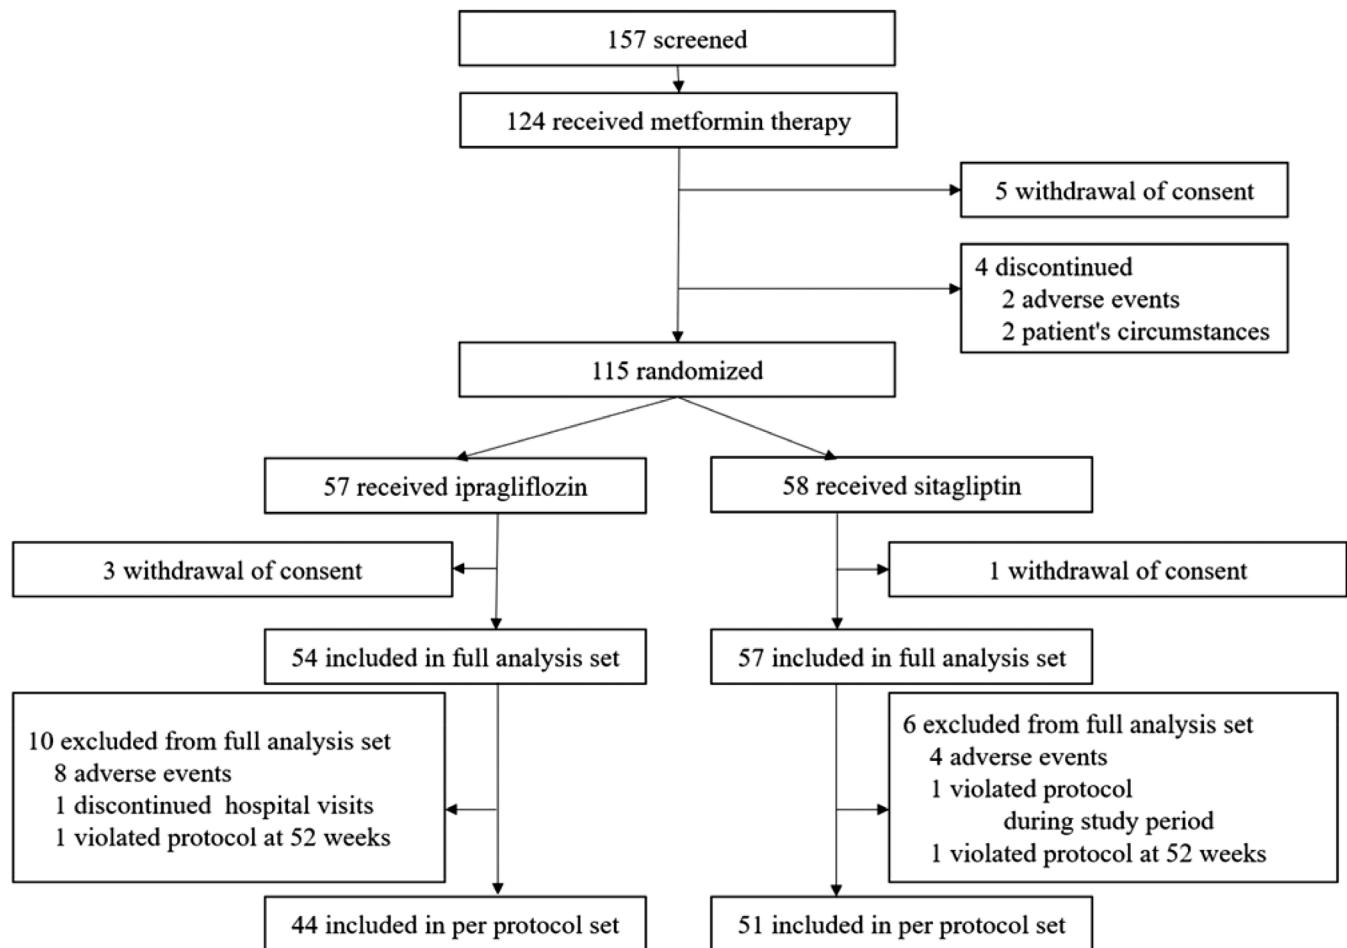 157 screened
124 received metformin therapy
5 withdrawal of consent
4 discontinued
2 adverse events
2 patient's circumstances
115 randomized
57 received ipragliflozin
58 received sitagliptin
3 withdrawal of consent
1 withdrawal of consent
54 included in full analysis set
57 included in full analysis set
10 excluded from full analysis set
8 adverse events
1 discontinued hospital visits
1 violated protocol at 52 weeks
6 excluded from full analysis set
4 adverse events
1 violated protocol
during study period
1 violated protocol at 52 weeks
44 included in per protocol set
51 included in per protocol set